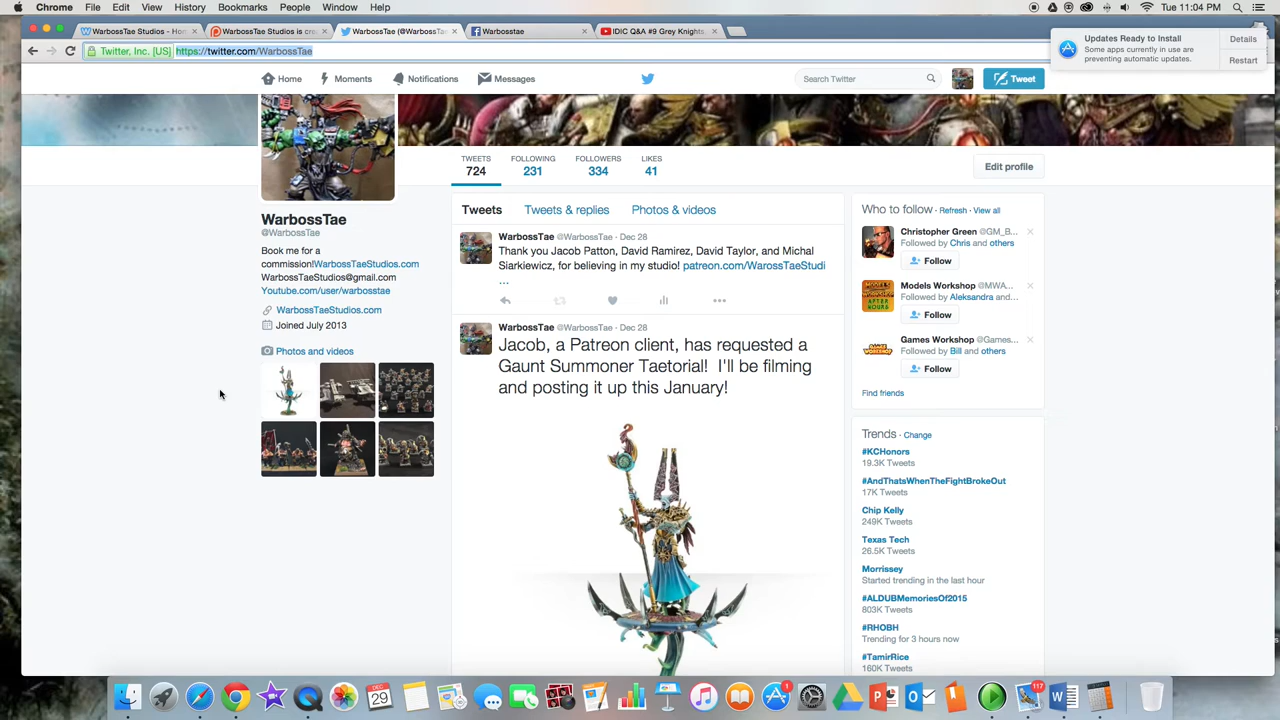 Chrome File Edit View History Bookmarks People Window Help
Tue 11:04 PM
WarbossTae Studios - Ho
WarbossTae Studios is cre
WarbossTae (@WarbossTa
Warbosstae
IDIC Q&A #9 Grey Knights
Twitter, Inc. [US] https://twitter.com/WarbossTae
Updates Ready to Install
Some apps currently in use are
preventing automatic updates.
Details
Restart
Home Moments Notifications Messages
Search Twitter
Tweet
TWEETS
724
FOLLOWING
231
FOLLOWERS
334
LIKES
41
Edit profile
WarbossTae
@WarbossTae
Book me for a
commission!WarbossTaeStudios.com
WarbossTaeStudios@gmail.com
Youtube.com/user/warbosstae
WarbossTaeStudios.com
Joined July 2013
Photos and videos
Tweets Tweets & replies Photos & videos
WarbossTae @WarbossTae · Dec 28
Thank you Jacob Patton, David Ramirez, David Taylor, and Michal
Siarkiewicz, for believing in my studio! patreon.com/WarossTaeStudi
…
WarbossTae @WarbossTae · Dec 28
Jacob, a Patreon client, has requested a
Gaunt Summoner Taetorial! I'll be filming
and posting it up this January!
Who to follow · Refresh · View all
Christopher Green @GM_B...
Followed by Chris and others
Follow
Models Workshop @MWA...
Followed by Aleksandra and...
Follow
Games Workshop @Games...
Followed by Bill and others
Follow
Find friends
Trends · Change
#KCHonors
19.3K Tweets
#AndThatsWhenTheFightBrokeOut
17K Tweets
Chip Kelly
249K Tweets
Texas Tech
26.5K Tweets
Morrissey
Started trending in the last hour
#ALDUBMemoriesOf2015
803K Tweets
#RHOBH
Trending for 3 hours now
#TamirRice
160K Tweets
DEC
29
1
117